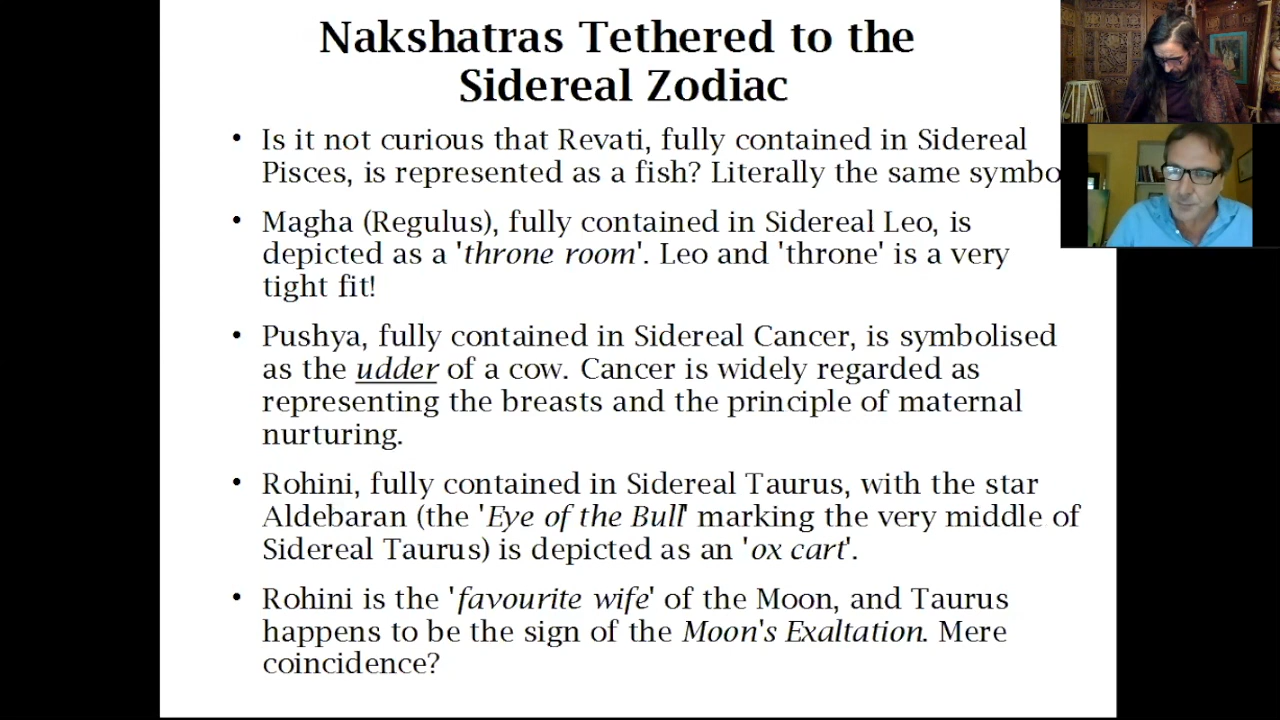 Nakshatras Tethered to the
Sidereal Zodiac
• Is it not curious that Revati, fully contained in Sidereal
Pisces, is represented as a fish? Literally the same symbo
• Magha (Regulus), fully contained in Sidereal Leo, is
depicted as a 'throne room'. Leo and 'throne' is a very
tight fit!
• Pushya, fully contained in Sidereal Cancer, is symbolised
as the udder of a cow. Cancer is widely regarded as
representing the breasts and the principle of maternal
nurturing.
• Rohini, fully contained in Sidereal Taurus, with the star
Aldebaran (the 'Eye of the Bull' marking the very middle of
Sidereal Taurus) is depicted as an 'ox cart'.
• Rohini is the 'favourite wife' of the Moon, and Taurus
happens to be the sign of the Moon's Exaltation. Mere
coincidence?